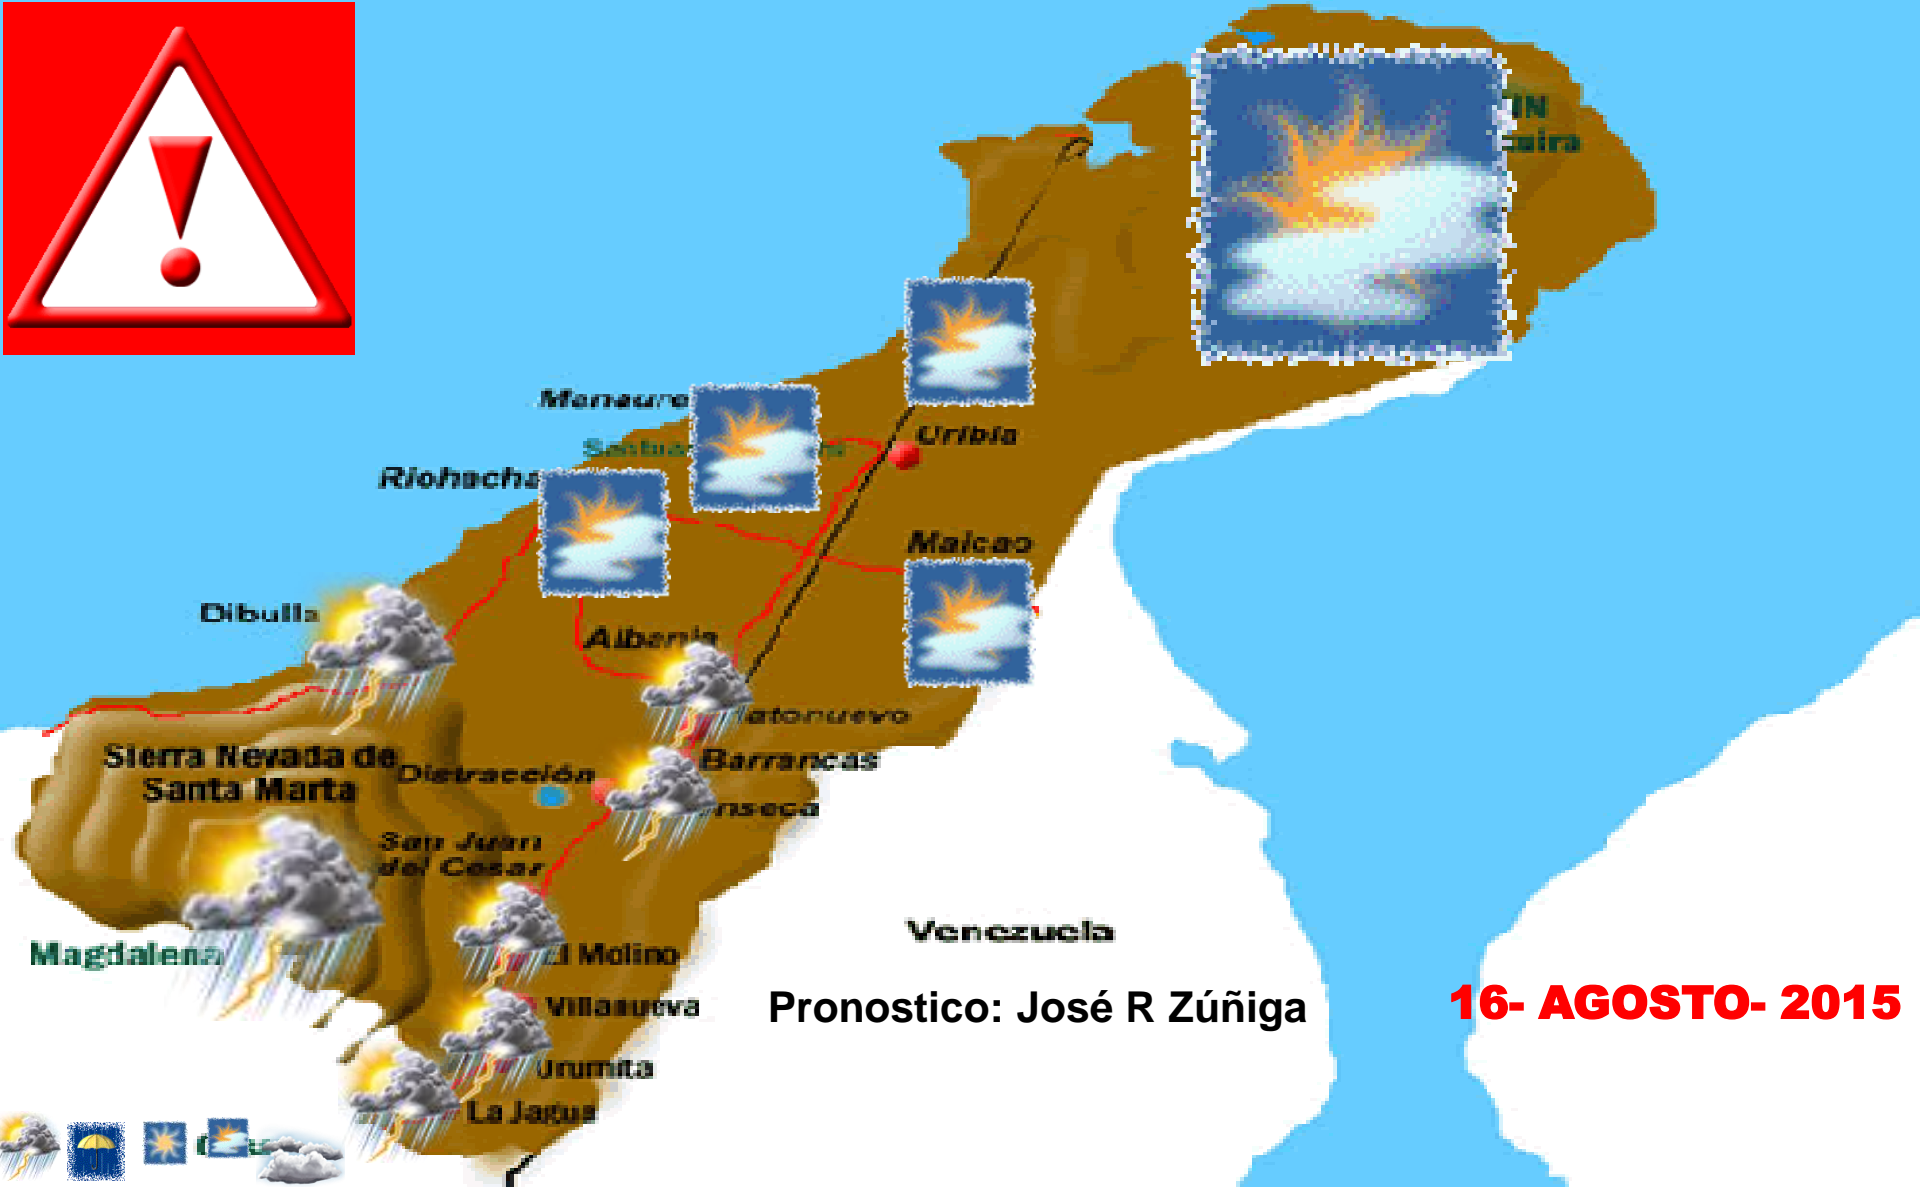 Manaure
Uribia
Riohacha
Maicao
Dibulla
Albania
Barrancas
Sierra Nevada de
Santa Marta
Distracción
San Juan
del Cesar
Venezuela
Magdalena
El Molino
Villanueva
Pronostico: José R Zúñiga
16- AGOSTO- 2015
Urumita
La Jagua